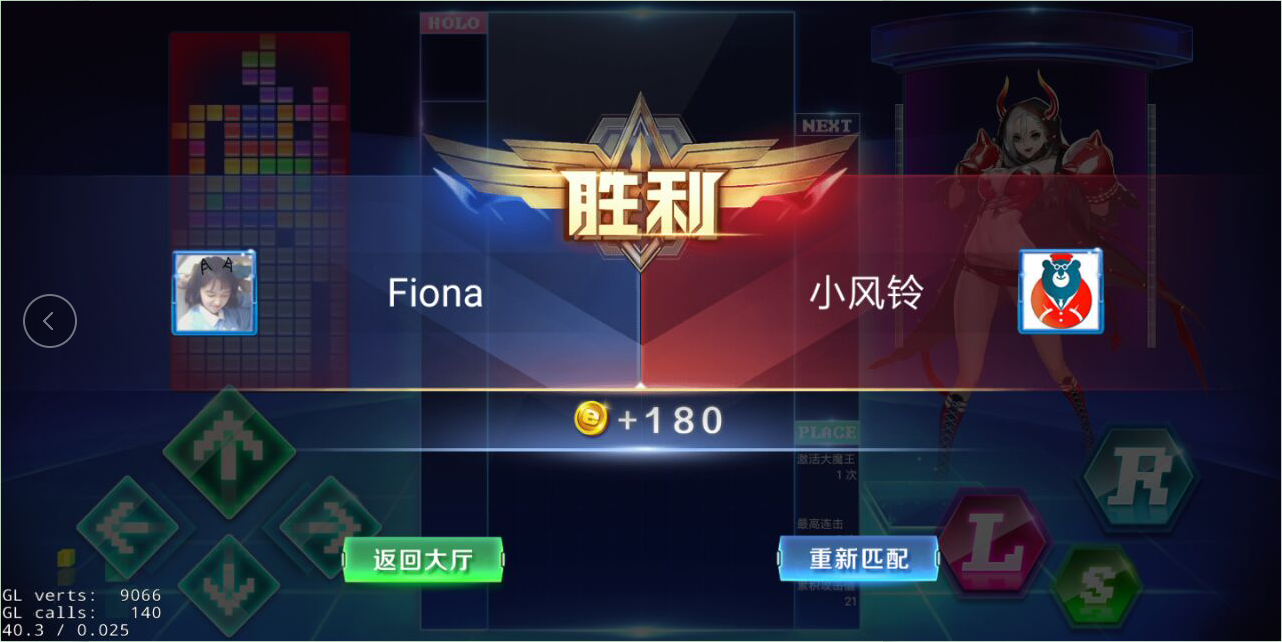 HOLO
NEXT
胜利
Fiona
小风铃
+180
PLACE
激活大魔王
1 次
最高连击
21
返回大厅
重新匹配
R
L
S
GL verts: 9066
GL calls: 140
40.3 / 0.025